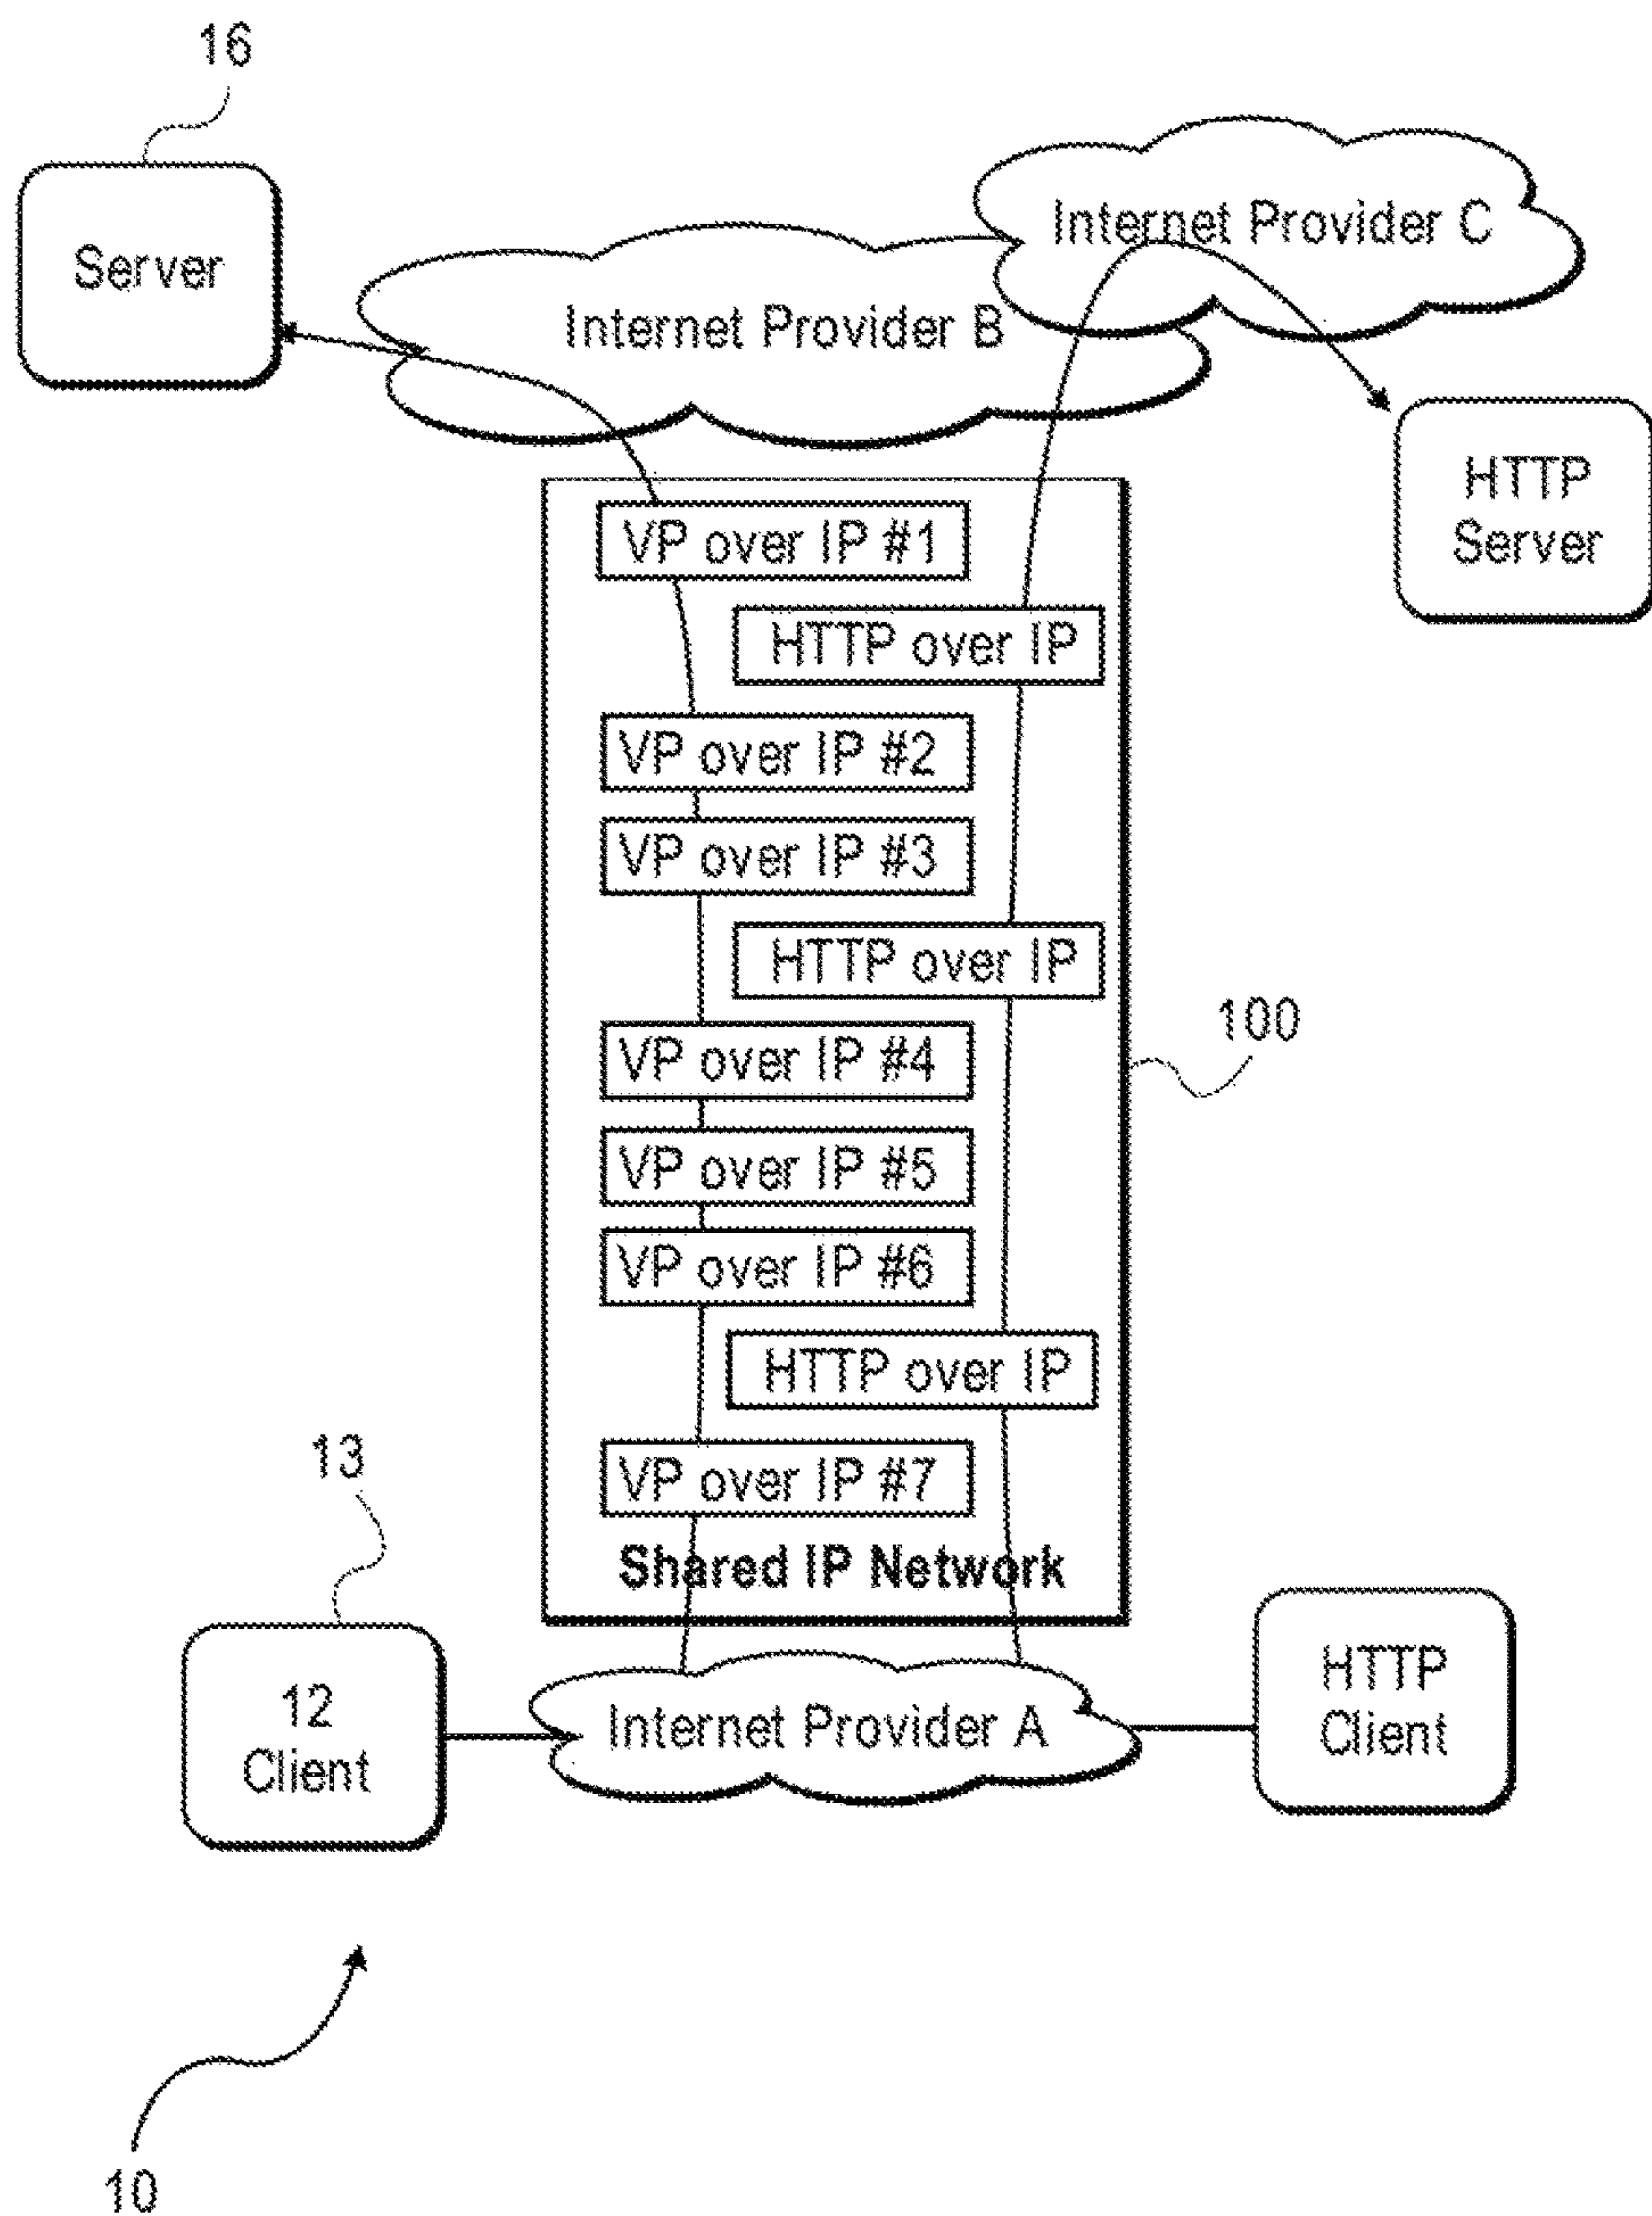 16
Server
Internet Provider C
Internet Provider B
HTTP
Server
VP over IP #1
HTTP over IP
VP over IP #2
VP over IP #3
HTTP over IP
100
VP over IP #4
VP over IP #5
VP over IP #6
HTTP over IP
13
VP over IP #7
Shared IP Network
12
Client
Internet Provider A
HTTP
Client
10